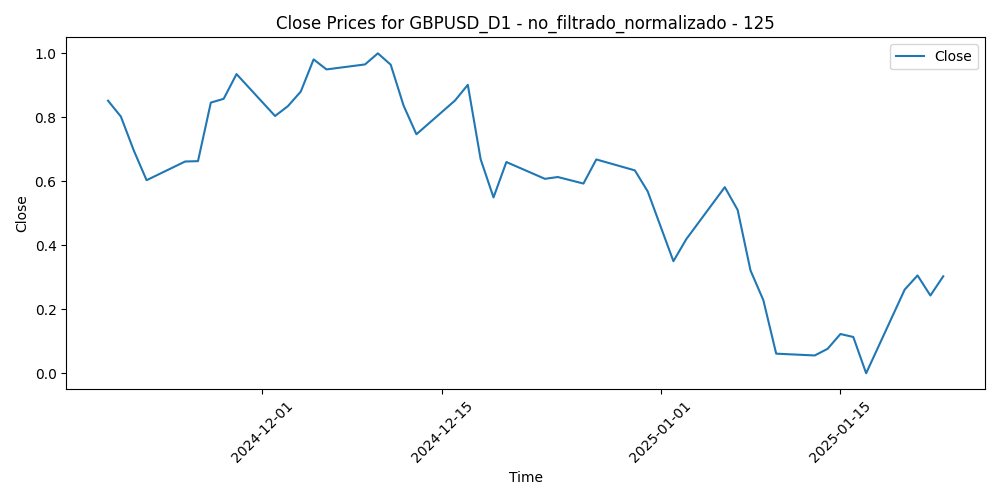 Close Prices for GBPUSD_D1 - no_filtrado_normalizado - 125
Close
1.0
0.8
0.6
0.4
0.2
0.0
Close
2024-12-01
2024-12-15
2025-01-01
2025-01-15
Time